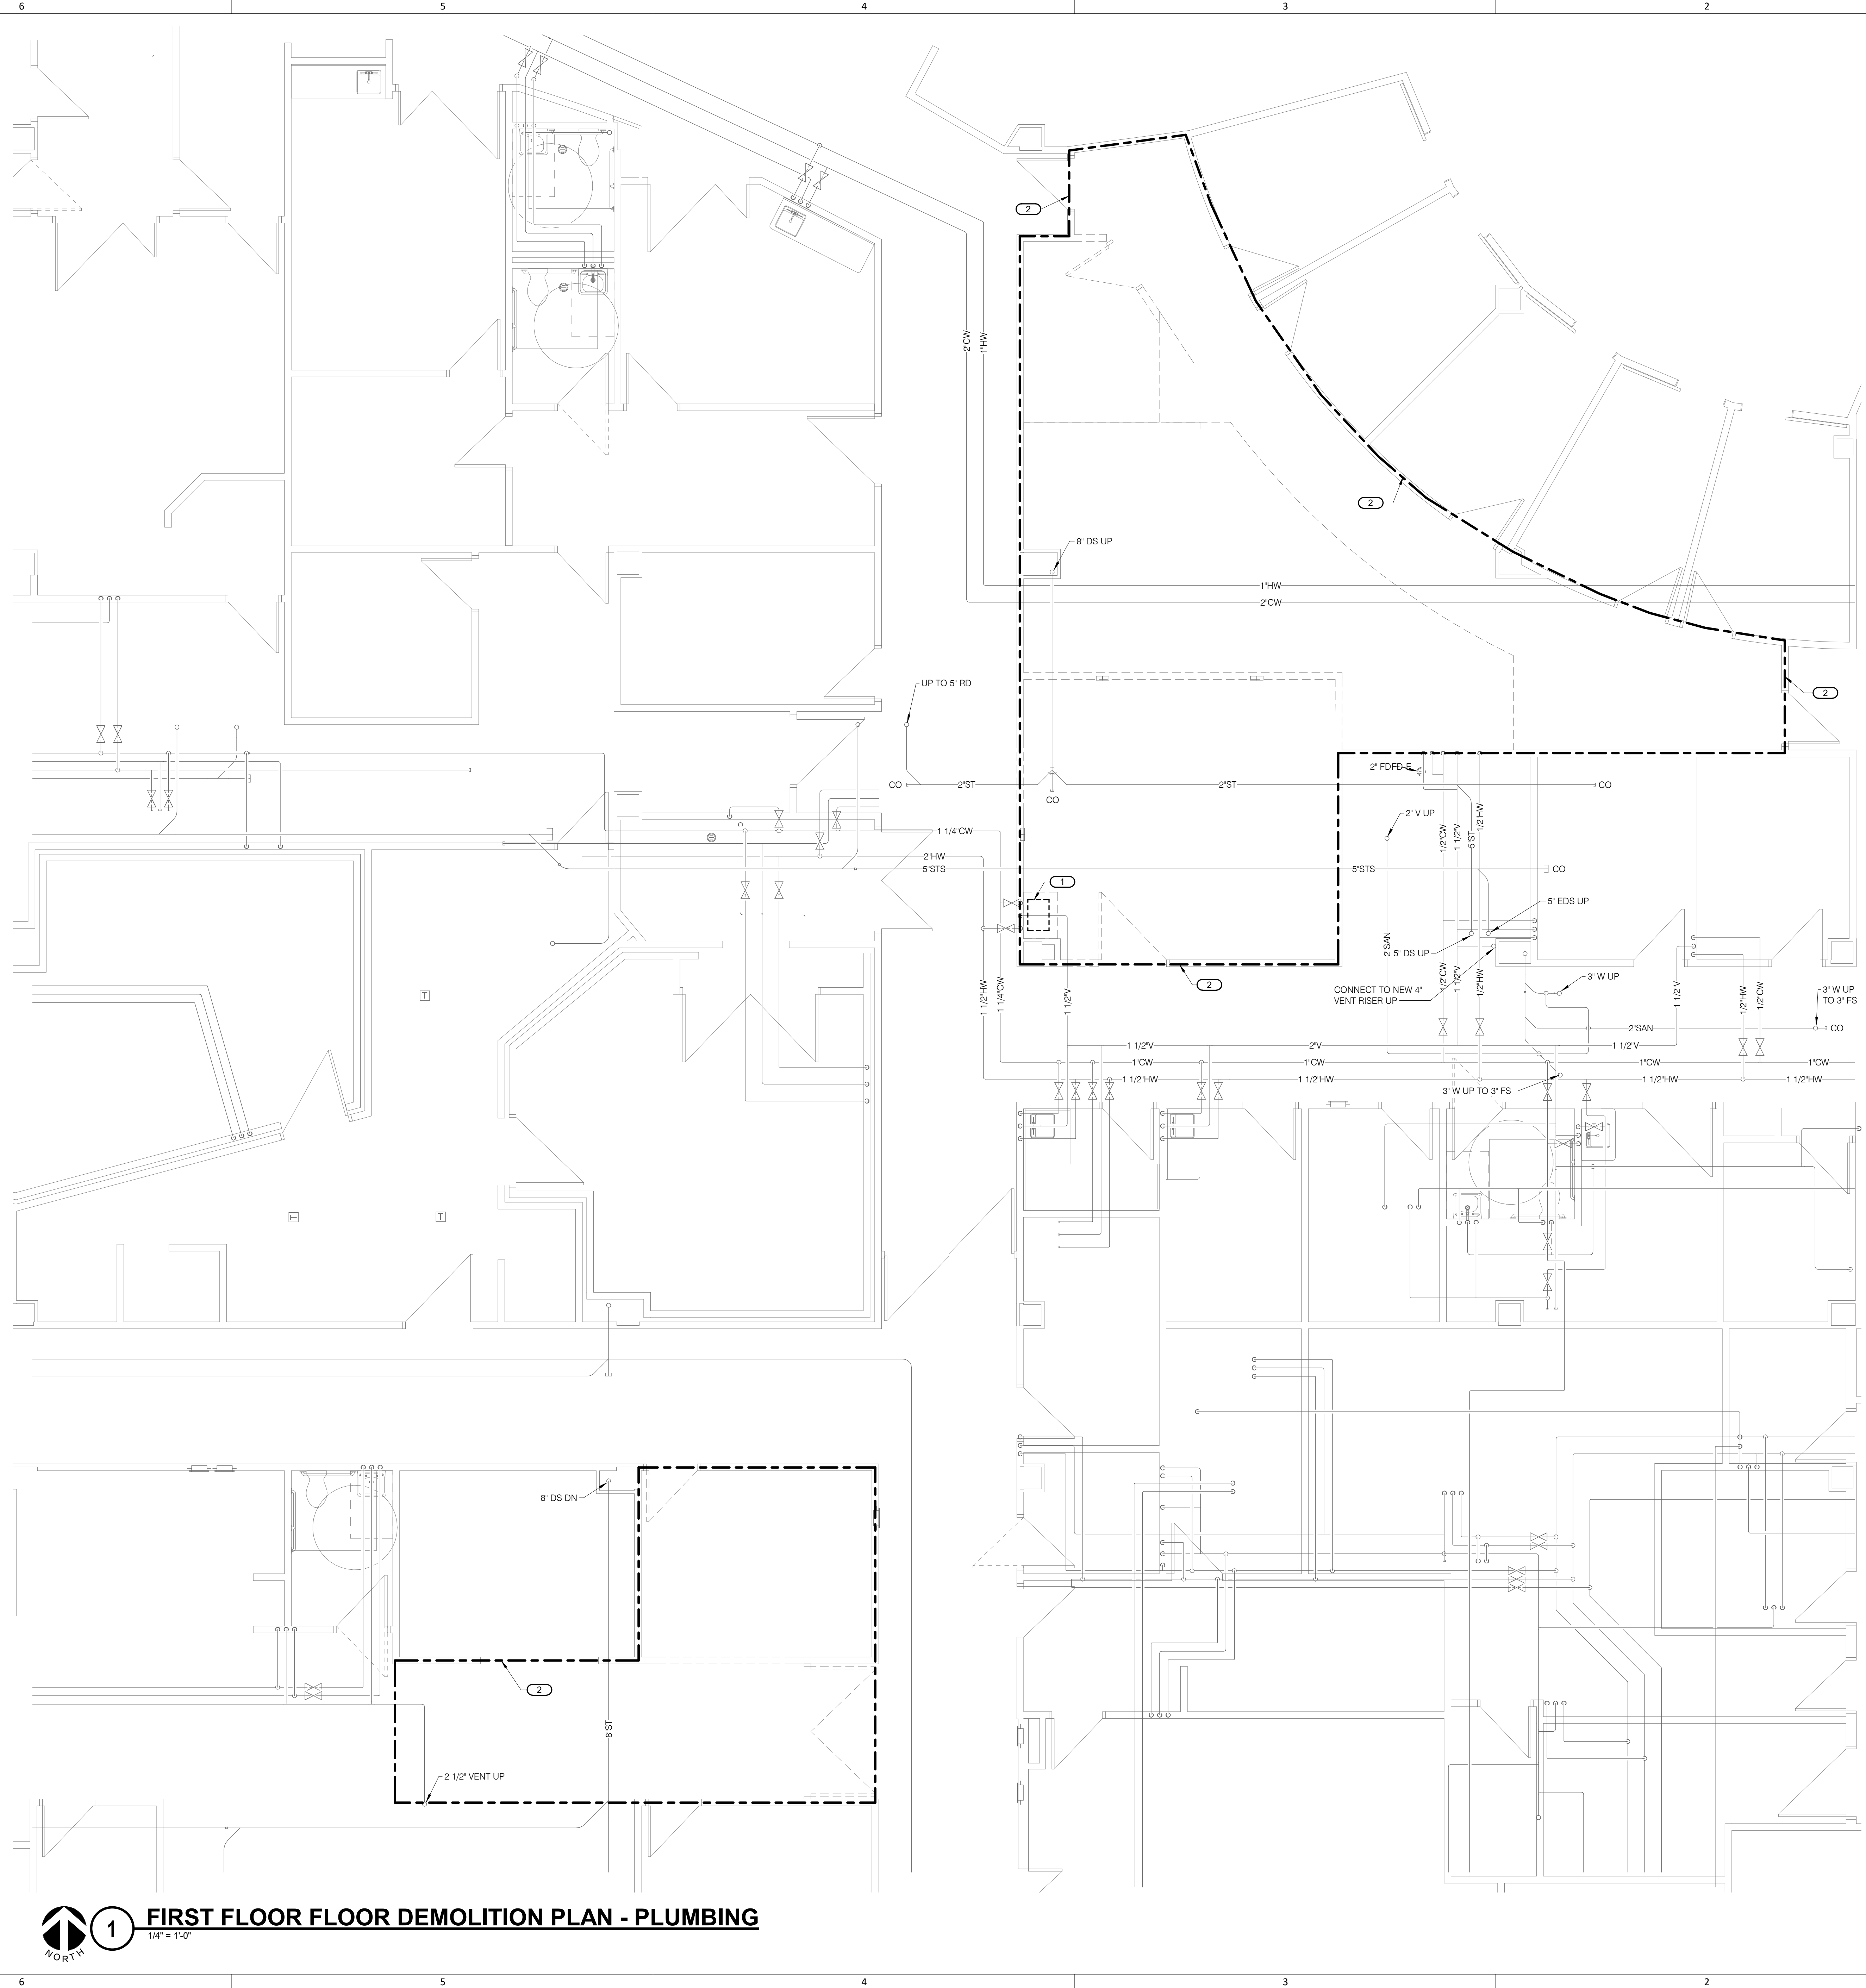 6 5 4 3 2
2
2"CW
1"HW
2
8" DS UP
1"HW
2"CW
UP TO 5" RD
2
2" FDFD-F
CO
2"ST
2"ST
CO
CO
1/2"CW
1 1/2"V
5"ST
1/2"HW
2" V UP
1 1/4"CW
2"HW
5"STS
5"STS
CO
1
5" EDS UP
2"SAN
5" DS UP
3" W UP
2
CONNECT TO NEW 4"
VENT RISER UP
1 1/2"HW
1 1/4"CW
1 1/2"V
1/2"CW
1 1/2"V
1/2"HW
1 1/2"V
1/2"HW
1/2"CW
3" W UP
TO 3" FS
T
2"SAN
CO
1 1/2"V
2"V
1 1/2"V
1"CW
1"CW
1"CW
1"CW
1 1/2"HW
1 1/2"HW
1 1/2"HW
1 1/2"HW
3" W UP TO 3" FS
T
T
8" DS DN
2
8"ST
2 1/2" VENT UP
NORTH
1
FIRST FLOOR FLOOR DEMOLITION PLAN - PLUMBING
1/4" = 1'-0"
6 5 4 3 2